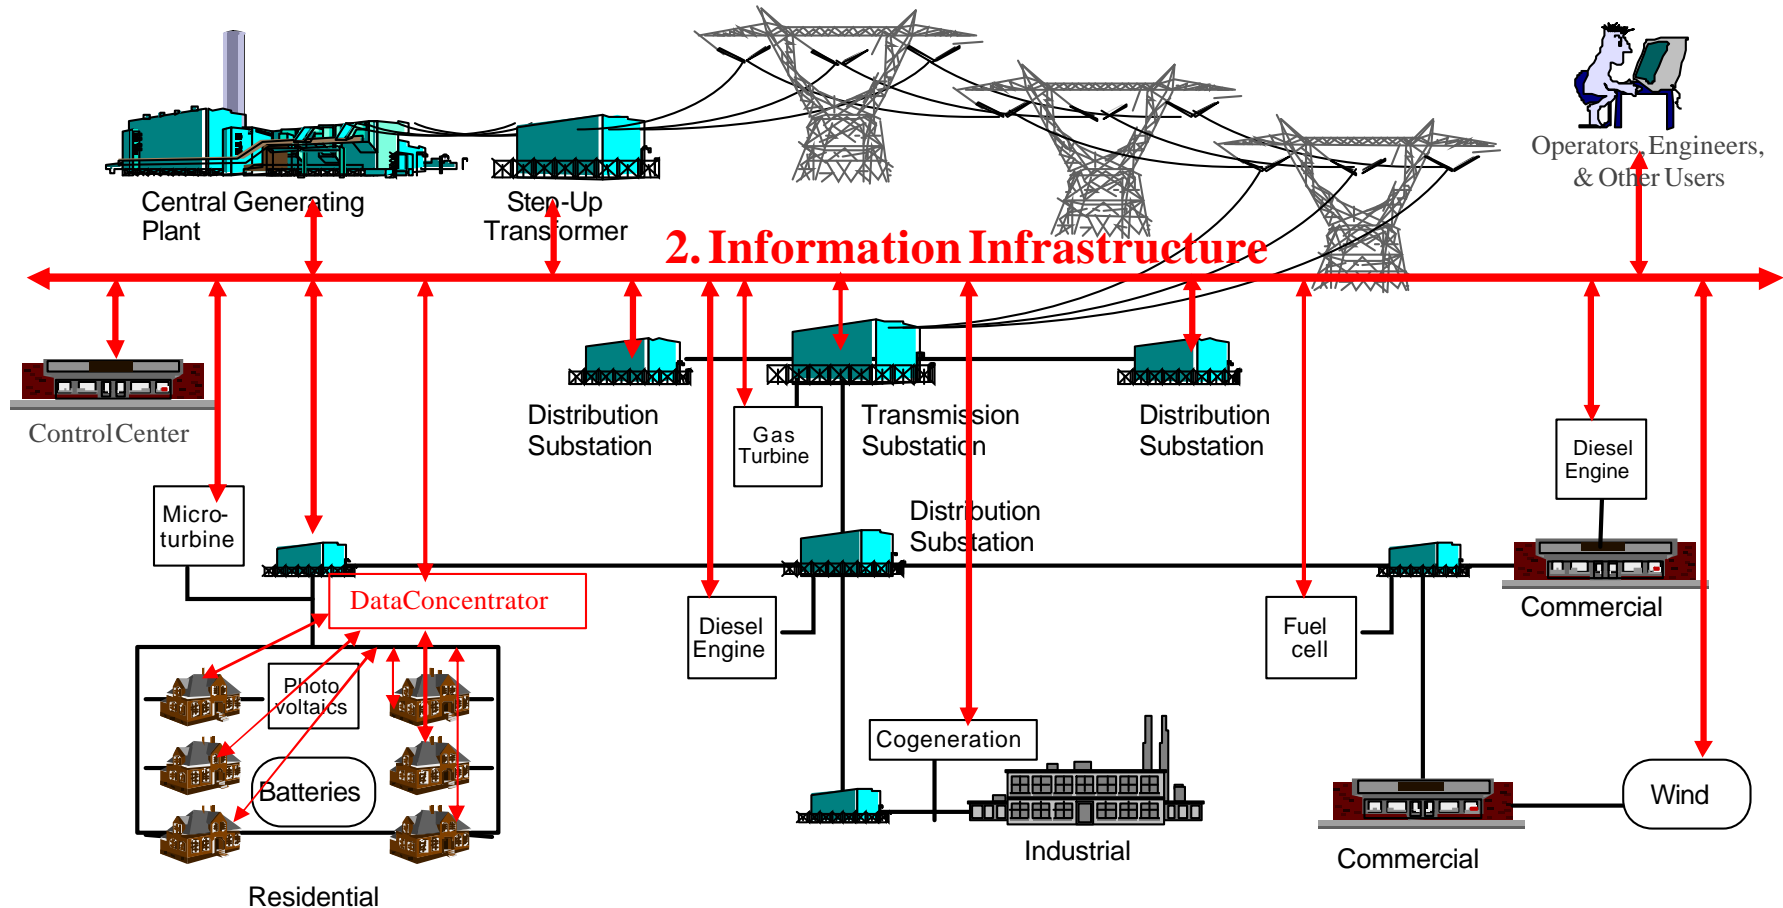 Operators, Engineers,
& Other Users
Central Generating
Plant
Step-Up
Transformer
2. Information Infrastructure
Control Center
Distribution
Substation
Gas
Turbine
Transmission
Substation
Distribution
Substation
Diesel
Engine
Micro-
turbine
Distribution
Substation
Data Concentrator
Commercial
Diesel
Engine
Fuel
cell
Photo
voltaics
Cogeneration
Batteries
Wind
Industrial
Commercial
Residential